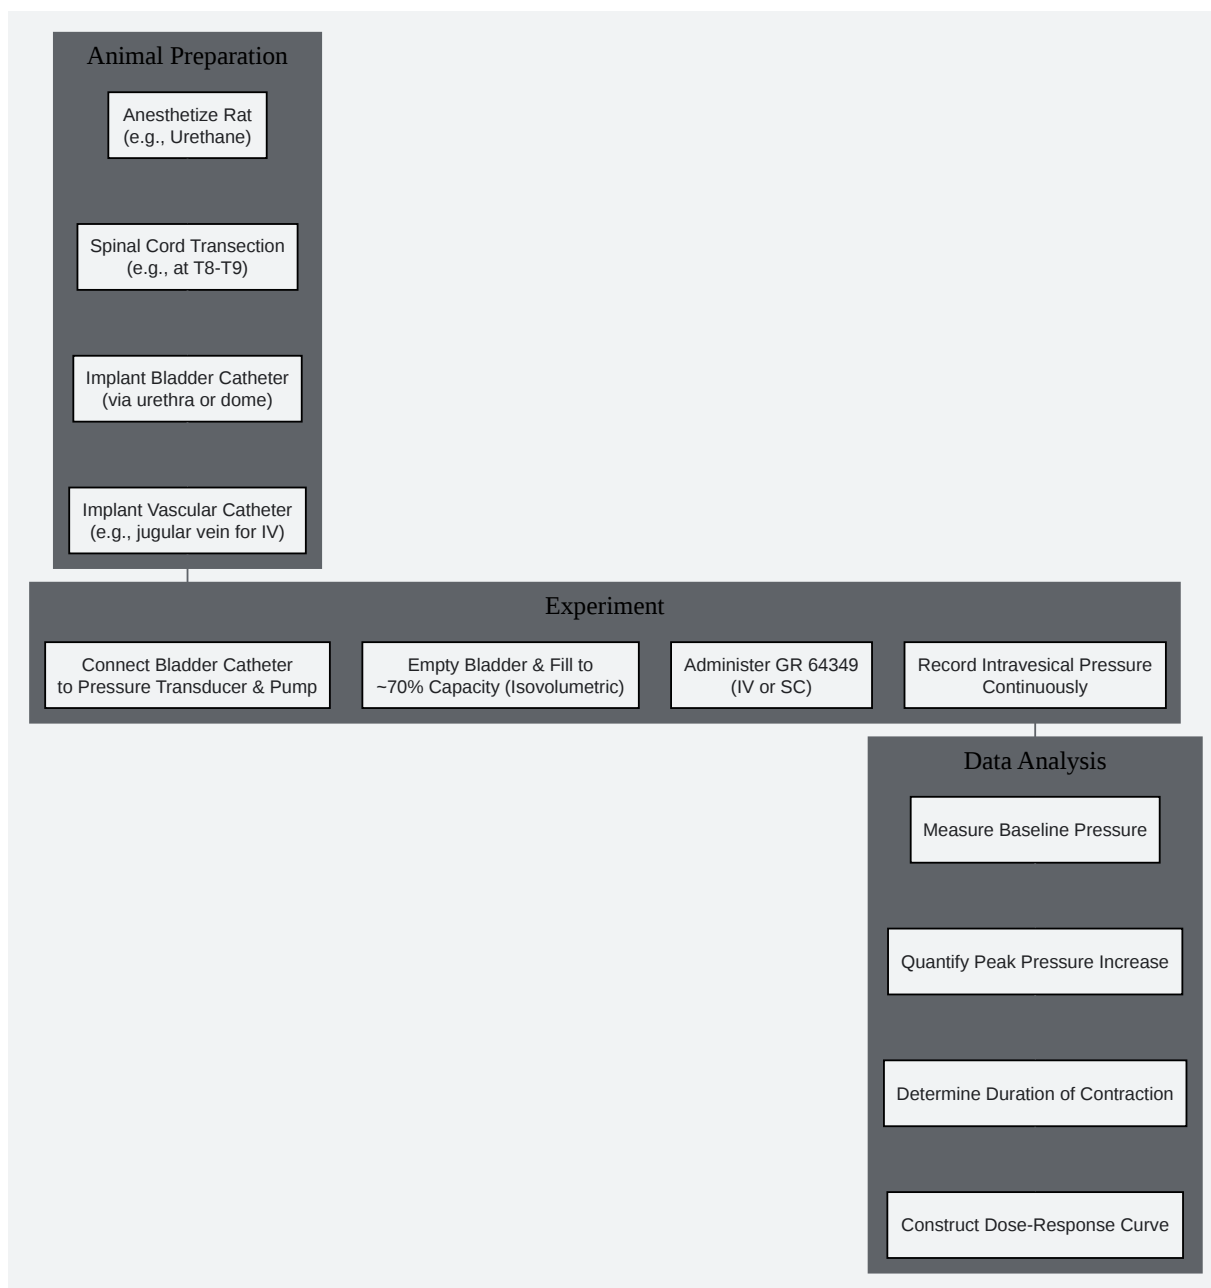 Animal Preparation
Anesthetize Rat
(e.g., Urethane)
Spinal Cord Transection
(e.g., at T8-T9)
Implant Bladder Catheter
(via urethra or dome)
Implant Vascular Catheter
(e.g., jugular vein for IV)
Experiment
Connect Bladder Catheter
to Pressure Transducer & Pump
Empty Bladder & Fill to
~70% Capacity (Isovolumetric)
Administer GR 64349
(IV or SC)
Record Intravesical Pressure
Continuously
Data Analysis
Measure Baseline Pressure
Quantify Peak Pressure Increase
Determine Duration of Contraction
Construct Dose-Response Curve